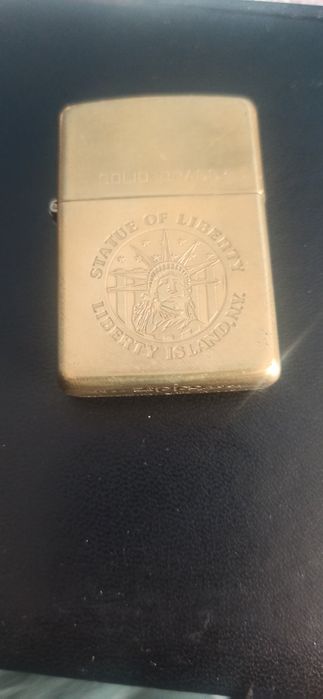 SOLID BRASS
STATUE OF LIBERTY
LIBERTY ISLAND, N.Y.